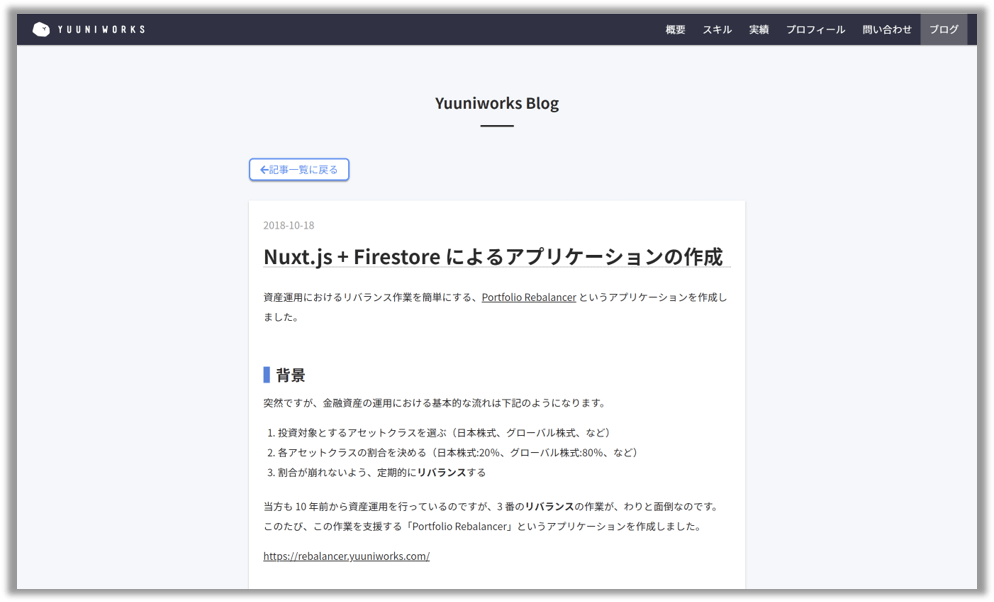 YUUNIWORKS
概要 スキル 実績 プロフィール 問い合わせ ブログ
Yuuniworks Blog
←記事一覧に戻る
2018-10-18
Nuxt.js + Firestore によるアプリケーションの作成
資産運用におけるリバランス作業を簡単にする、Portfolio Rebalancer というアプリケーションを作成し
ました。
背景
突然ですが、金融資産の運用における基本的な流れは下記のようになります。
1. 投資対象とするアセットクラスを選ぶ（日本株式、グローバル株式、など）
2. 各アセットクラスの割合を決める（日本株式:20%、グローバル株式:80%、など）
3. 割合が崩れないよう、定期的にリバランスする
当方も 10 年前から資産運用を行っているのですが、3 番のリバランスの作業が、わりと面倒なのです。
このたび、この作業を支援する「Portfolio Rebalancer」というアプリケーションを作成しました。
https://rebalancer.yuuniworks.com/